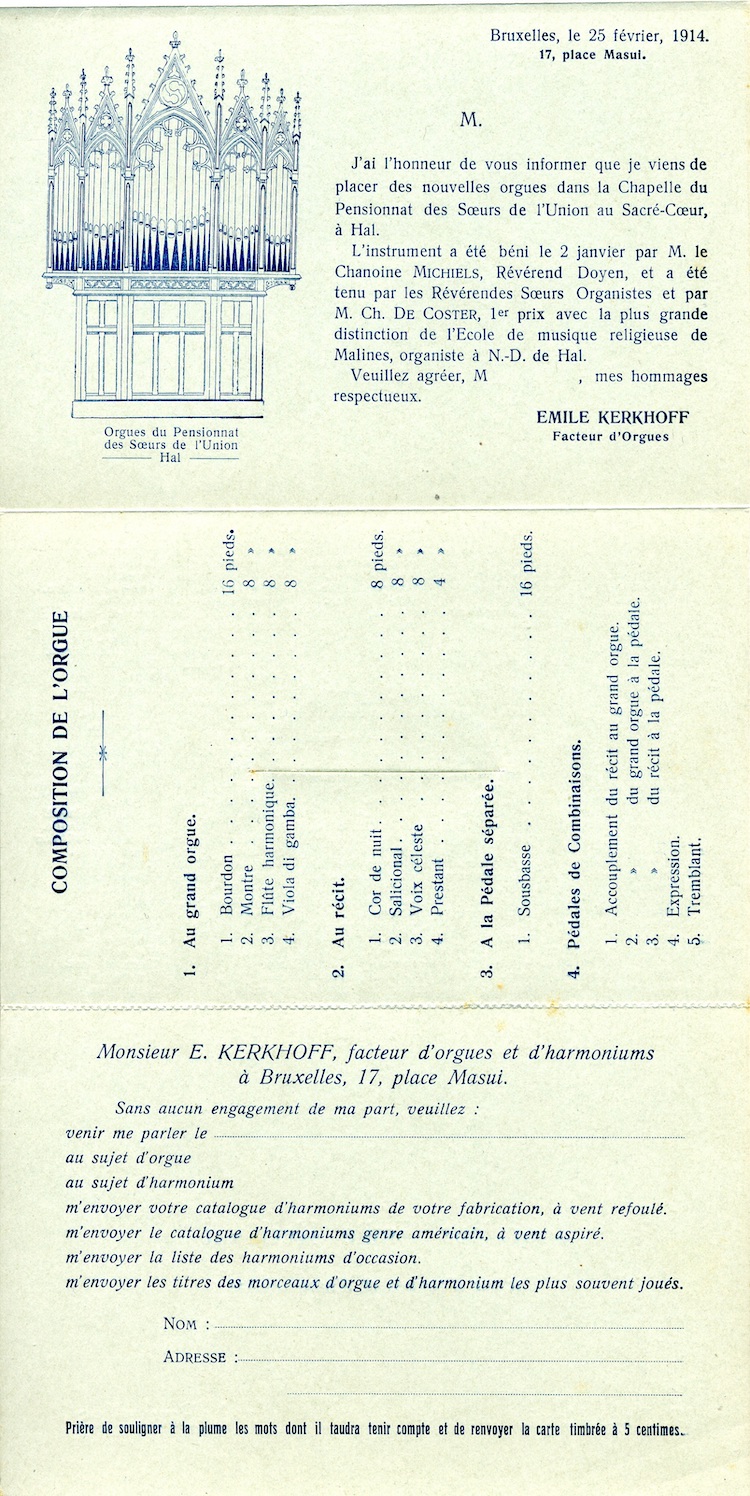 Bruxelles, le 25 février, 1914.
17, place Masui.
M.
J'ai l'honneur de vous informer que je viens de
placer des nouvelles orgues dans la Chapelle du
Pensionnat des Sœurs de l'Union au Sacré-Cœur,
à Hal.
L'instrument a été béni le 2 janvier par M. le
Chanoine MICHIELS, Révérend Doyen, et a été
tenu par les Révérendes Sœurs Organistes et par
M. Ch. DE COSTER, 1er prix avec la plus grande
distinction de l'Ecole de musique religieuse de
Malines, organiste à N.-D. de Hal.
Veuillez agréer, M , mes hommages
respectueux.
EMILE KERKHOFF
Facteur d'Orgues
Orgues du Pensionnat
des Sœurs de l'Union
Hal
COMPOSITION DE L'ORGUE
1. Au grand orgue.
1. Bourdon . . . . . . . . . . 16 pieds.
2. Montre . . . . . . . . . . 8 »
3. Flûte harmonique. . . . . . . . 8 »
4. Viola di gamba. . . . . . . . 8 »
2. Au récit.
1. Cor de nuit . . . . . . . . . . 8 pieds.
2. Salicional . . . . . . . . . . 8 »
3. Voix céleste . . . . . . . . . 8 »
4. Prestant . . . . . . . . . . 4 »
3. A la Pédale séparée.
1. Sousbasse . . . . . . . . . 16 pieds.
4. Pédales de Combinaisons.
1. Accouplement du récit au grand orgue.
2. » du grand orgue à la pédale.
3. » du récit à la pédale.
4. Expression.
5. Tremblant.
Monsieur E. KERKHOFF, facteur d'orgues et d'harmoniums
à Bruxelles, 17, place Masui.
Sans aucun engagement de ma part, veuillez :
venir me parler le
au sujet d'orgue
au sujet d'harmonium
m'envoyer votre catalogue d'harmoniums de votre fabrication, à vent refoulé.
m'envoyer le catalogue d'harmoniums genre américain, à vent aspiré.
m'envoyer la liste des harmoniums d'occasion.
m'envoyer les titres des morceaux d'orgue et d'harmonium les plus souvent joués.
NOM :
ADRESSE :
Prière de souligner à la plume les mots dont il taudra tenir compte et de renvoyer la carte timbrée à 5 centimes.